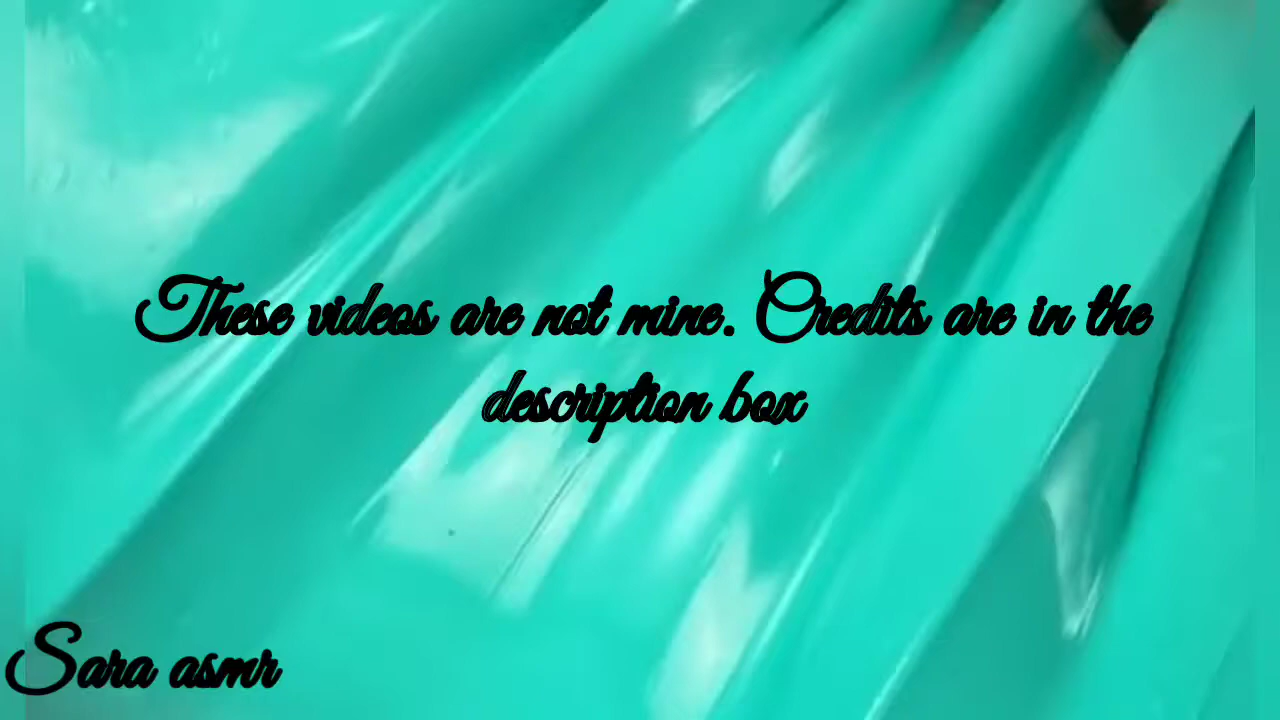 These videos are not mine. Credits are in the
description box
Sara asmr